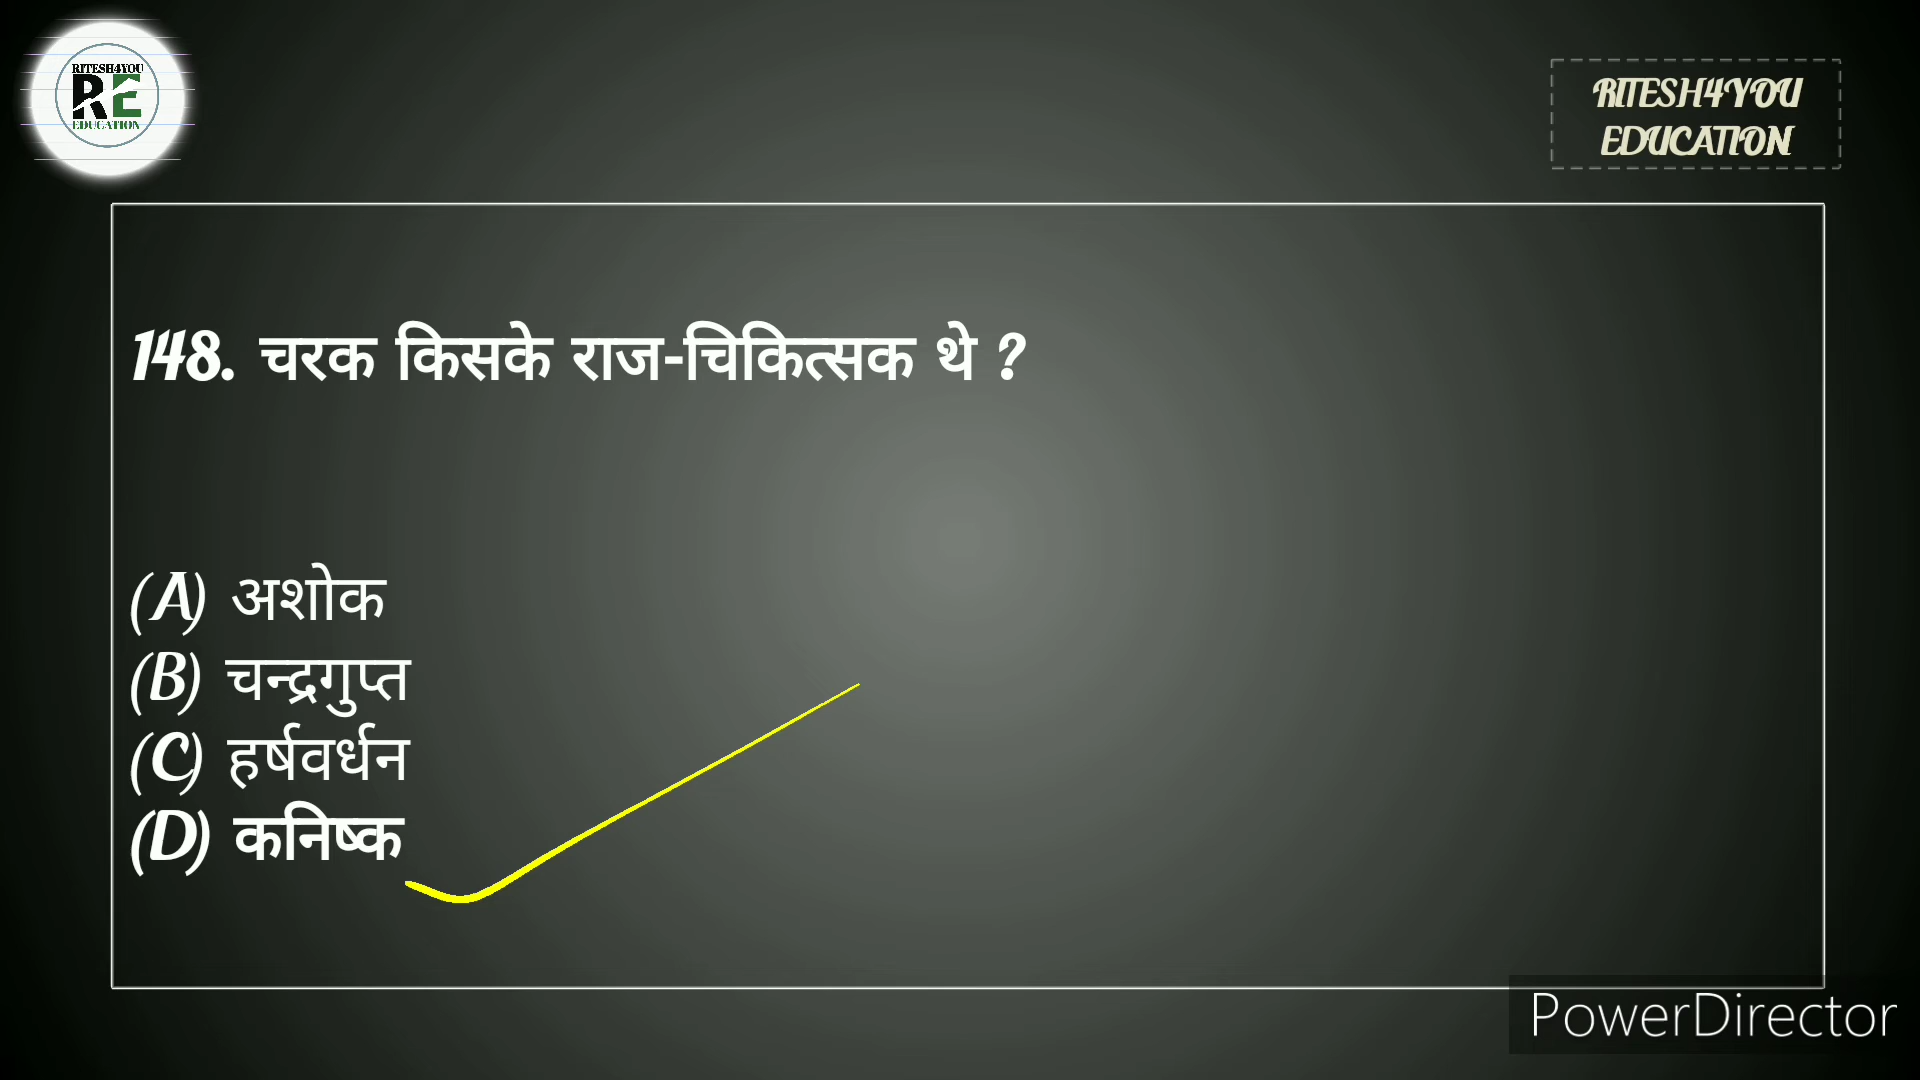 RITESH4YOU
RE
EDUCATION
RITESH4YOU
EDUCATION
148. चरक किसके राज-चिकित्सक थे ?
(A) अशोक
(B) चन्द्रगुप्त
(C) हर्षवर्धन
(D) कनिष्क
PowerDirector